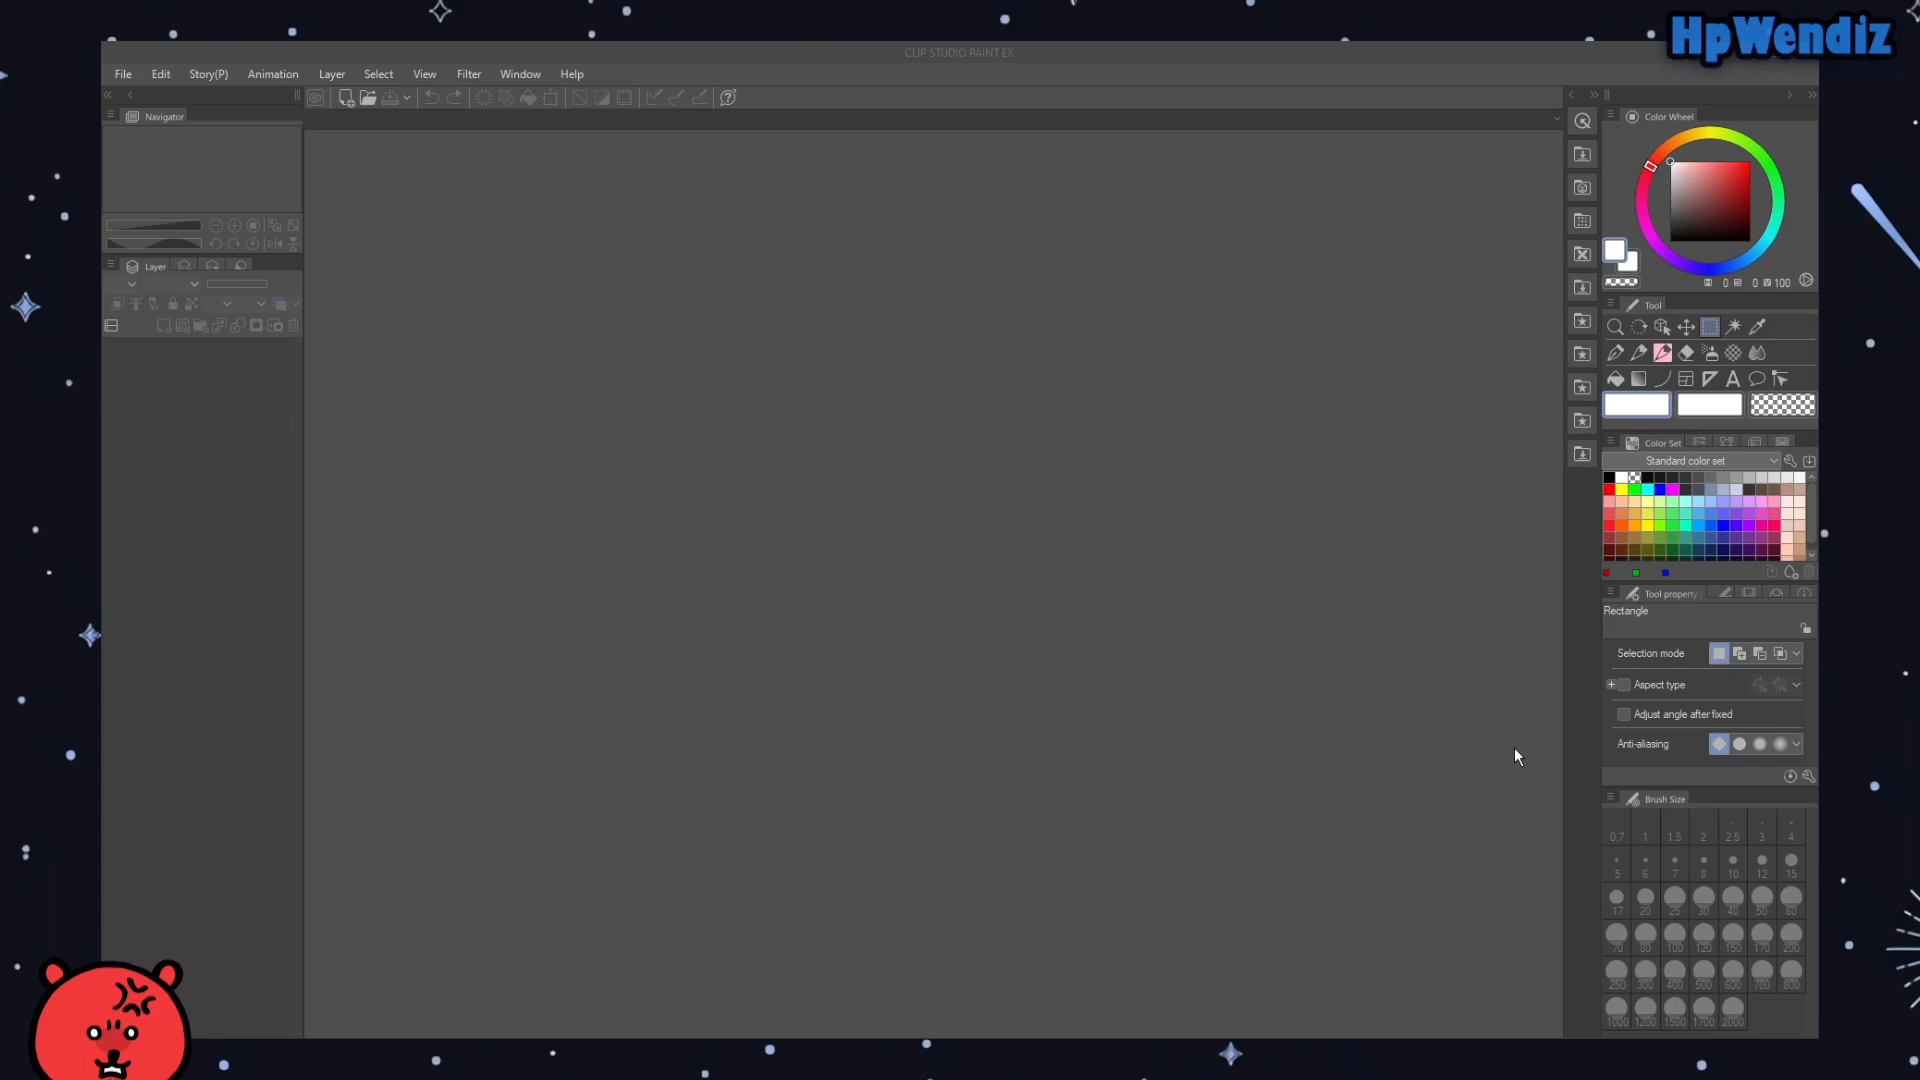 HpWendiz
CLIP STUDIO PAINT EX
File Edit Story(P) Animation Layer Select View Filter Window Help
Navigator
Color Wheel
0 0 100
Layer
Tool
Color Set
Standard color set
Tool property
Rectangle
Selection mode
Aspect type
Adjust angle after fixed
Anti-aliasing
Brush Size
0.7 1 1.5 2 2.5 3 4
5 6 7 8 10 12 15
17 20 25 30 40 50 60
70 80 100 120 150 170 200
250 300 400 500 600 700 800
1000 1200 1500 1700 2000